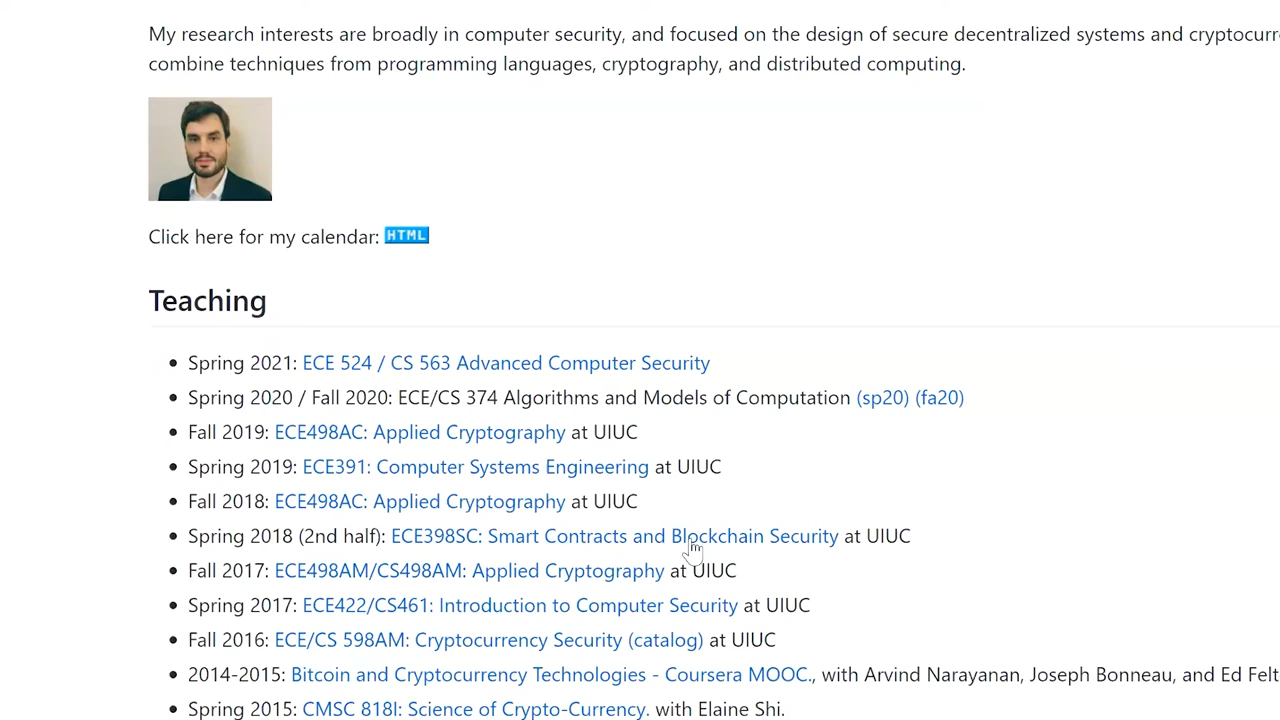 My research interests are broadly in computer security, and focused on the design of secure decentralized systems and
combine techniques from programming languages, cryptography, and distributed computing.
Click here for my calendar: HTML
Teaching
Spring 2021: ECE 524 / CS 563 Advanced Computer Security
Spring 2020 / Fall 2020: ECE/CS 374 Algorithms and Models of Computation (sp20) (fa20)
Fall 2019: ECE498AC: Applied Cryptography at UIUC
Spring 2019: ECE391: Computer Systems Engineering at UIUC
Fall 2018: ECE498AC: Applied Cryptography at UIUC
Spring 2018 (2nd half): ECE398SC: Smart Contracts and Blockchain Security at UIUC
Fall 2017: ECE498AM/CS498AM: Applied Cryptography at UIUC
Spring 2017: ECE422/CS461: Introduction to Computer Security at UIUC
Fall 2016: ECE/CS 598AM: Cryptocurrency Security (catalog) at UIUC
2014-2015: Bitcoin and Cryptocurrency Technologies - Coursera MOOC., with Arvind Narayanan, Joseph Bonneau, and Ed
Spring 2015: CMSC 818I: Science of Crypto-Currency. with Elaine Shi.